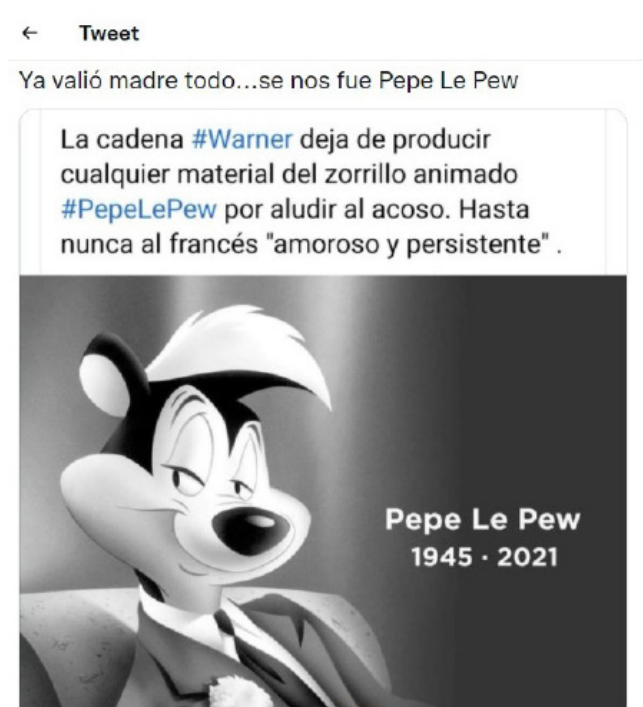 ← Tweet
Ya valió madre todo...se nos fue Pepe Le Pew
La cadena #Warner deja de producir
cualquier material del zorrillo animado
#PepeLePew por aludir al acoso. Hasta
nunca al francés "amoroso y persistente" .
Pepe Le Pew
1945 · 2021